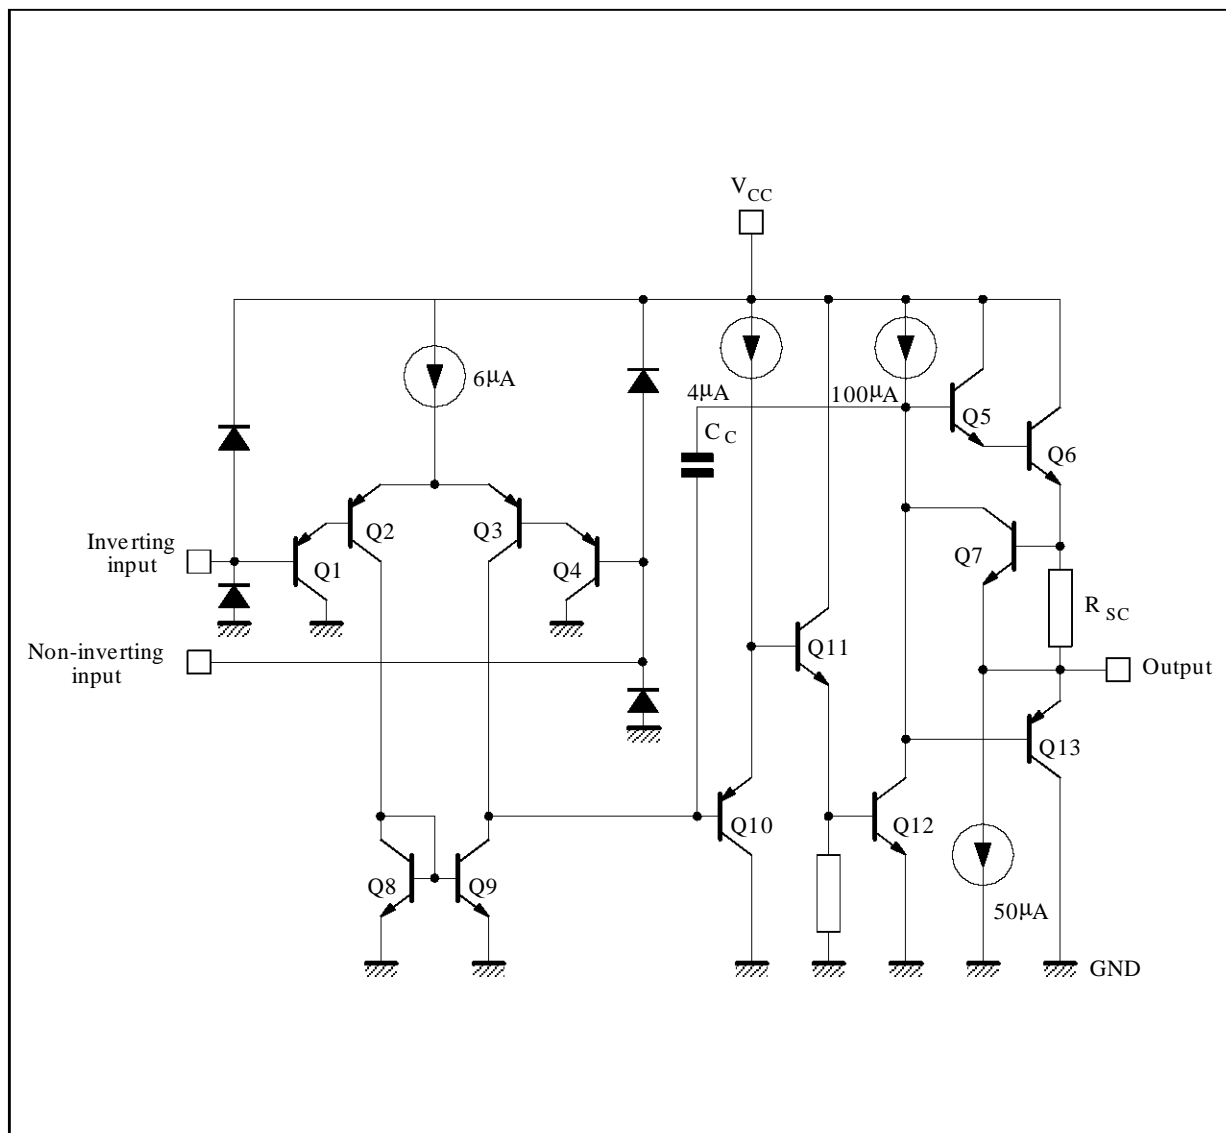 VCC
6μA
4μA
100μA
CC
Q5
Q6
Q2
Q3
Inverting
input
Q1
Q4
Q7
RSC
Non-inverting
input
Q11
Output
Q13
Q10
Q12
Q8
Q9
50μA
GND